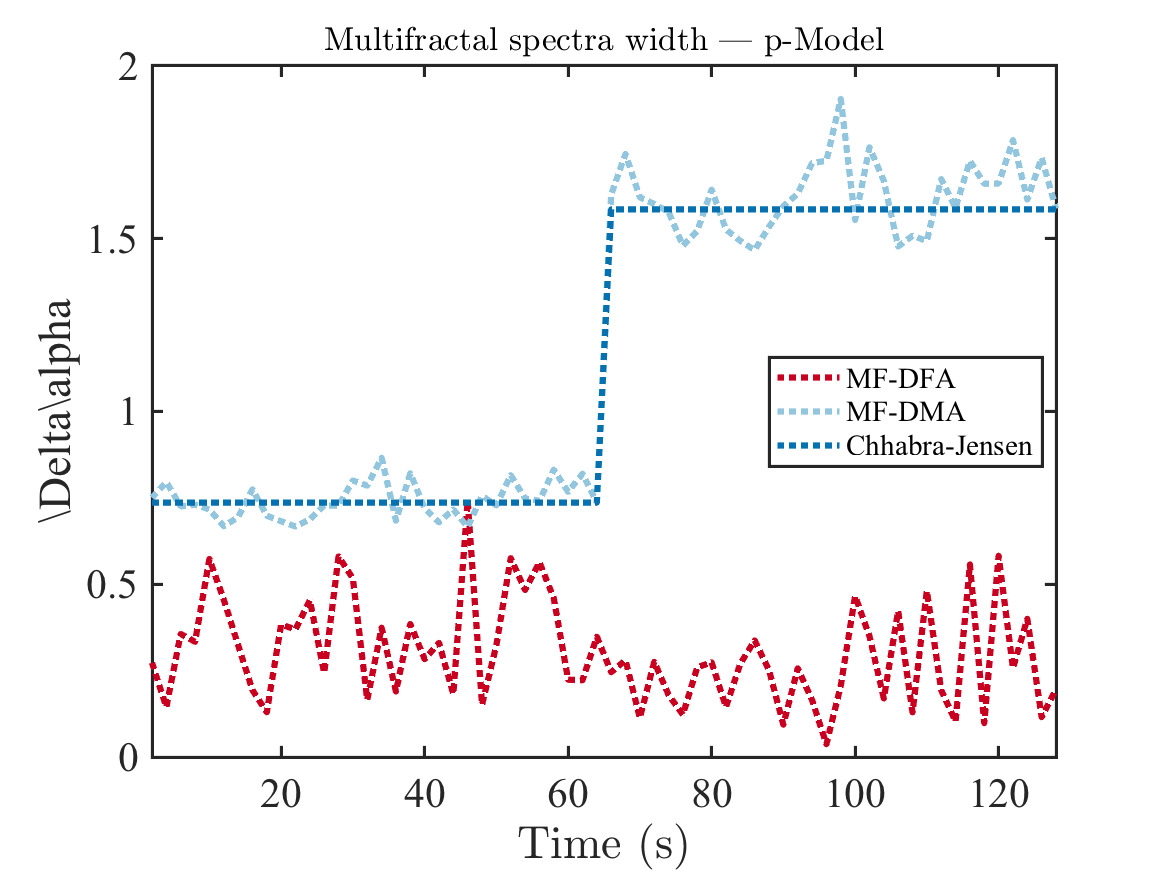 Multifractal spectra width — p-Model
2
1.5
1
0.5
0
\Delta\alpha
MF-DFA
MF-DMA
Chhabra-Jensen
20 40 60 80 100 120
Time (s)